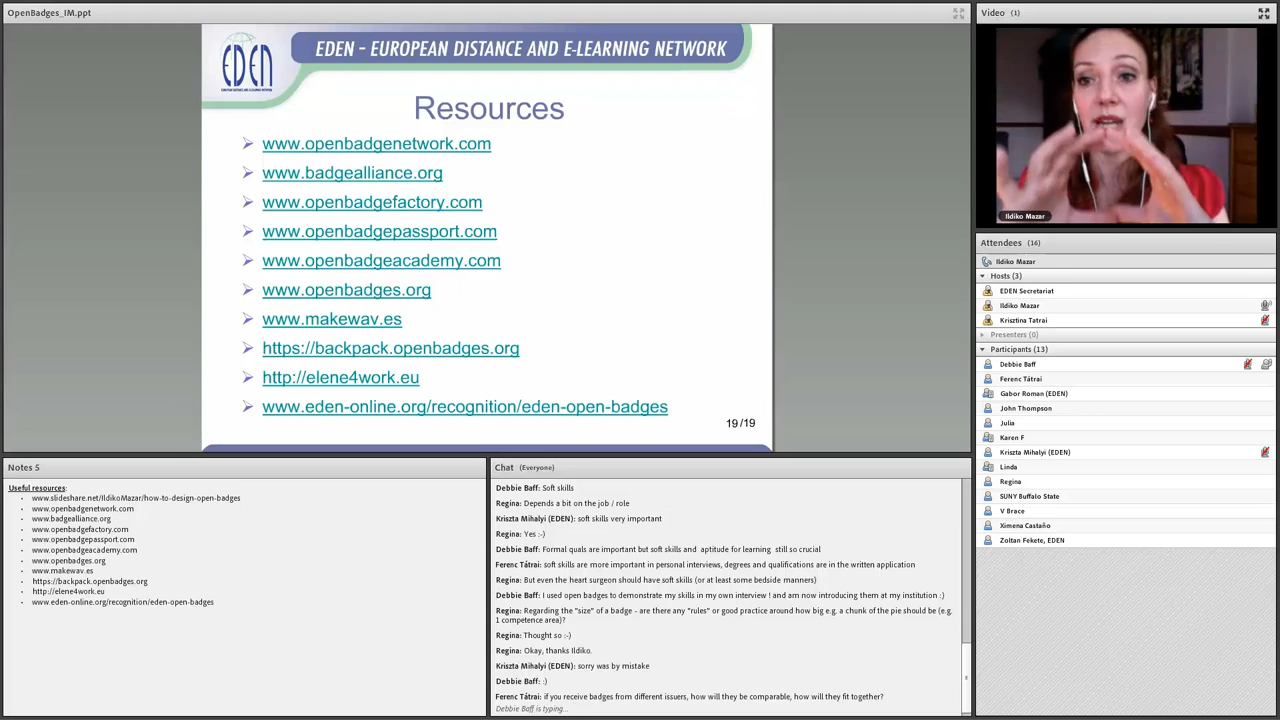 OpenBadges_IM.ppt
EDEN
EDEN - EUROPEAN DISTANCE AND E-LEARNING NETWORK
Resources
www.openbadgenetwork.com
www.badgealliance.org
www.openbadgefactory.com
www.openbadgepassport.com
www.openbadgeacademy.com
www.openbadges.org
www.makewav.es
https://backpack.openbadges.org
http://elene4work.eu
www.eden-online.org/recognition/eden-open-badges
19/19
Video (1)
Ildiko Mazar
Attendees (16)
Ildiko Mazar
Hosts (3)
EDEN Secretariat
Ildiko Mazar
Krisztina Tatrai
Presenters (0)
Participants (13)
Debbie Baff
Ferenc Tátrai
Gabor Roman (EDEN)
John Thompson
Julia
Karen F
Kriszta Mihalyi (EDEN)
Linda
Regina
SUNY Buffalo State
V Brace
Ximena Castaño
Zoltan Fekete, EDEN
Notes 5
Useful resources:
www.slideshare.net/IldikoMazar/how-to-design-open-badges
www.openbadgenetwork.com
www.badgealliance.org
www.openbadgefactory.com
www.openbadgepassport.com
www.openbadgeacademy.com
www.openbadges.org
www.makewav.es
https://backpack.openbadges.org
http://elene4work.eu
www.eden-online.org/recognition/eden-open-badges
Chat (Everyone)
Debbie Baff: Soft skills
Regina: Depends a bit on the job / role
Kriszta Mihalyi (EDEN): soft skills very important
Regina: Yes :-)
Debbie Baff: Formal quals are important but soft skills and aptitude for learning still so crucial
Ferenc Tátrai: soft skills are more important in personal interviews, degrees and qualifications are in the written application
Regina: But even the heart surgeon should have soft skills (or at least some bedside manners)
Debbie Baff: I used open badges to demonstrate my skills in my own interview ! and am now introducing them at my institution :)
Regina: Regarding the "size" of a badge - are there any "rules" or good practice around how big e.g. a chunk of the pie should be (e.g.
1 competence area)?
Regina: Thought so :-)
Regina: Okay, thanks Ildiko.
Kriszta Mihalyi (EDEN): sorry was by mistake
Debbie Baff: :)
Ferenc Tátrai: if you receive badges from different issuers, how will they be comparable, how will they fit together?
Debbie Baff is typing...